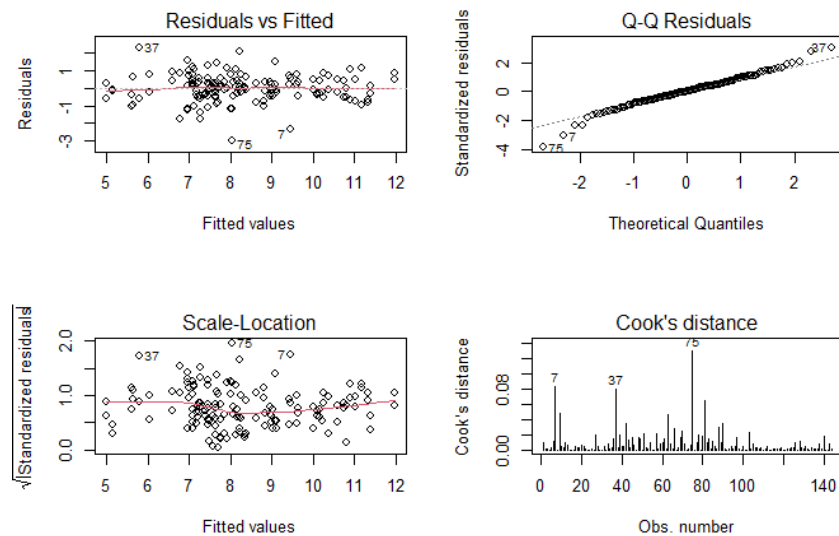 Residuals vs Fitted
Residuals
1
-1
-3
37
75
7
5 6 7 8 9 10 11 12
Fitted values
Q-Q Residuals
Standardized residuals
2
0
-2
-4
37
7
75
-2 -1 0 1 2
Theoretical Quantiles
Scale-Location
√|Standardized residuals|
2.0
1.0
0.0
37
75
7
5 6 7 8 9 10 11 12
Fitted values
Cook's distance
Cook's distance
0.08
0.00
7
37
75
0 20 40 60 80 100 140
Obs. number